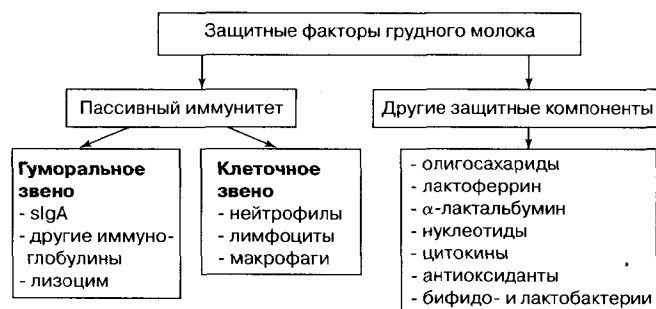 Защитные факторы грудного молока
Пассивный иммунитет
Другие защитные компоненты
Гуморальное
звено
- sIgA
- другие иммуно-
глобулины
- лизоцим
Клеточное
звено
- нейтрофилы
- лимфоциты
- макрофаги
- олигосахариды
- лактоферрин
- α-лактальбумин
- нуклеотиды
- цитокины
- антиоксиданты
- бифидо- и лактобактерии